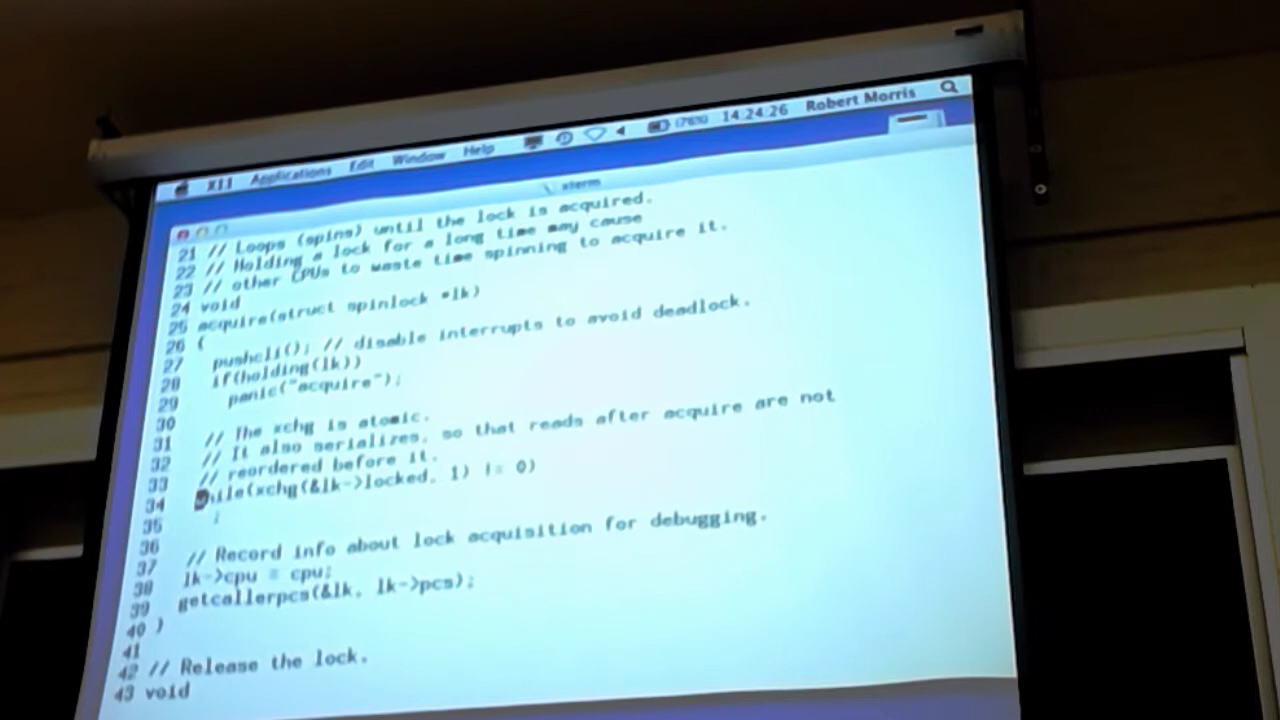 X11 Applications Edit Window Help (76%) 14:24:26 Robert Morris
xterm
21 // Loops (spins) until the lock is acquired.
22 // Holding a lock for a long time may cause
23 // other CPUs to waste time spinning to acquire it.
24 void
25 acquire(struct spinlock *lk)
26 {
27 pushcli(); // disable interrupts to avoid deadlock.
28 if(holding(lk))
29 panic("acquire");
30
31 // The xchg is atomic.
32 // It also serializes, so that reads after acquire are not
33 // reordered before it.
34 while(xchg(&lk->locked, 1) != 0)
35 ;
36
37 // Record info about lock acquisition for debugging.
38 lk->cpu = cpu;
39 getcallerpcs(&lk, lk->pcs);
40 }
41
42 // Release the lock.
43 void